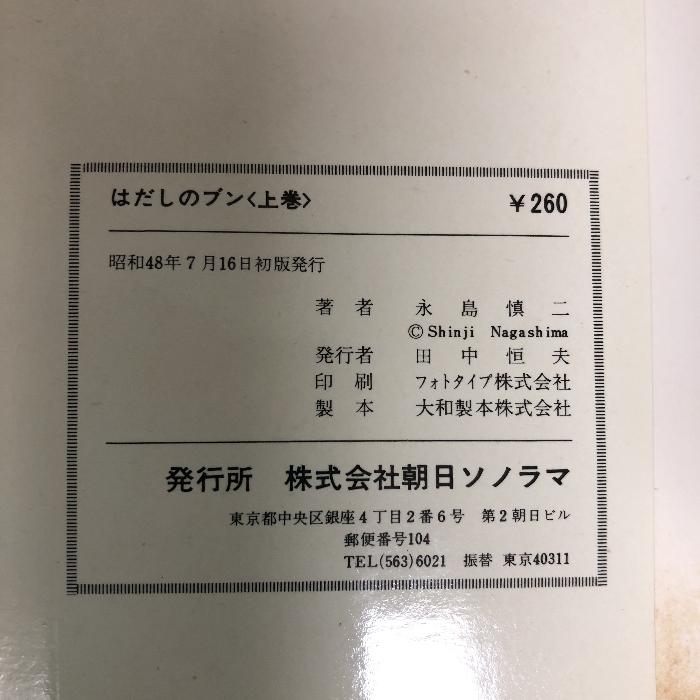 はだしのブン〈上巻〉 ¥260
昭和48年7月16日初版発行
著者 永島慎二
©Shinji Nagashima
発行者 田中恒夫
印刷 フォトタイプ株式会社
製本 大和製本株式会社
発行所 株式会社朝日ソノラマ
東京都中央区銀座4丁目2番6号 第2朝日ビル
郵便番号104
TEL(563)6021 振替 東京40311